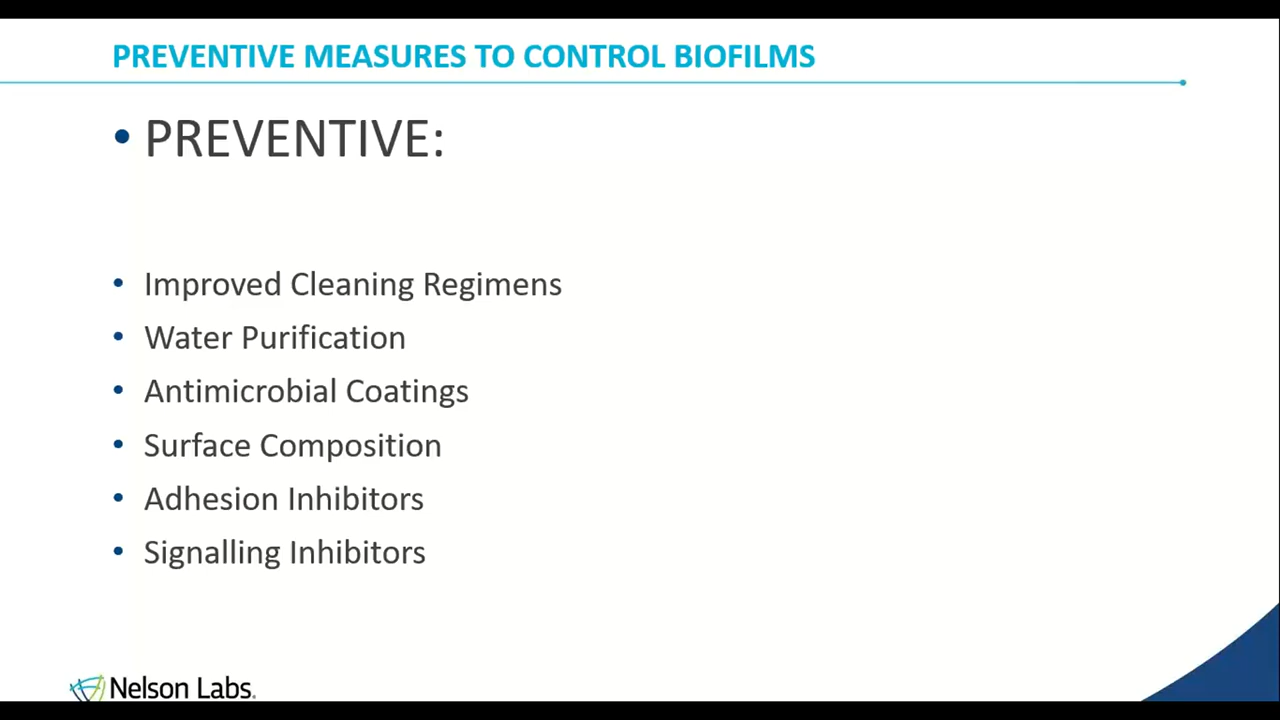 PREVENTIVE MEASURES TO CONTROL BIOFILMS
• PREVENTIVE:
• Improved Cleaning Regimens
• Water Purification
• Antimicrobial Coatings
• Surface Composition
• Adhesion Inhibitors
• Signalling Inhibitors
Nelson Labs.